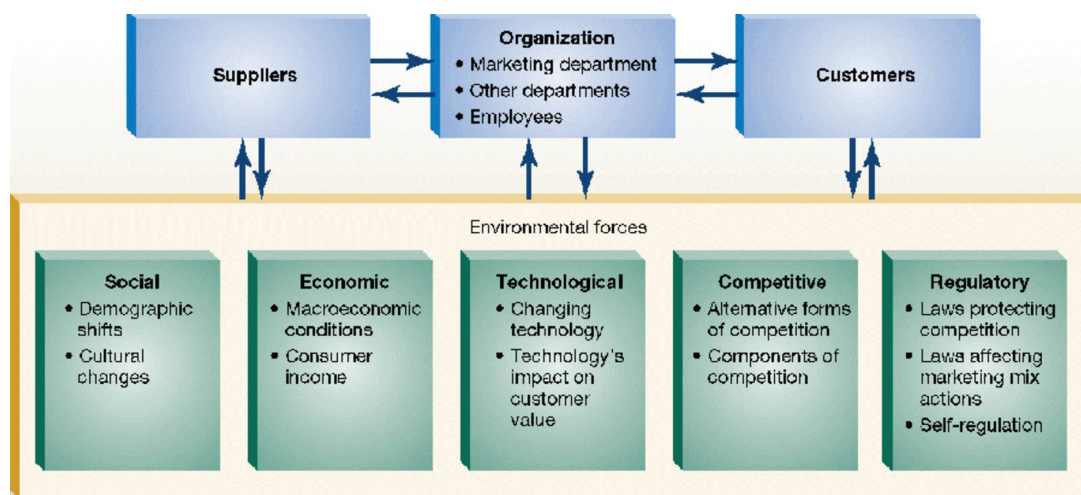 Suppliers
Organization
• Marketing department
• Other departments
• Employees
Customers
Environmental forces
Social
• Demographic
shifts
• Cultural
changes
Economic
• Macroeconomic
conditions
• Consumer
income
Technological
• Changing
technology
• Technology's
impact on
customer
value
Competitive
• Alternative forms
of competition
• Components of
competition
Regulatory
• Laws protecting
competition
• Laws affecting
marketing mix
actions
• Self-regulation